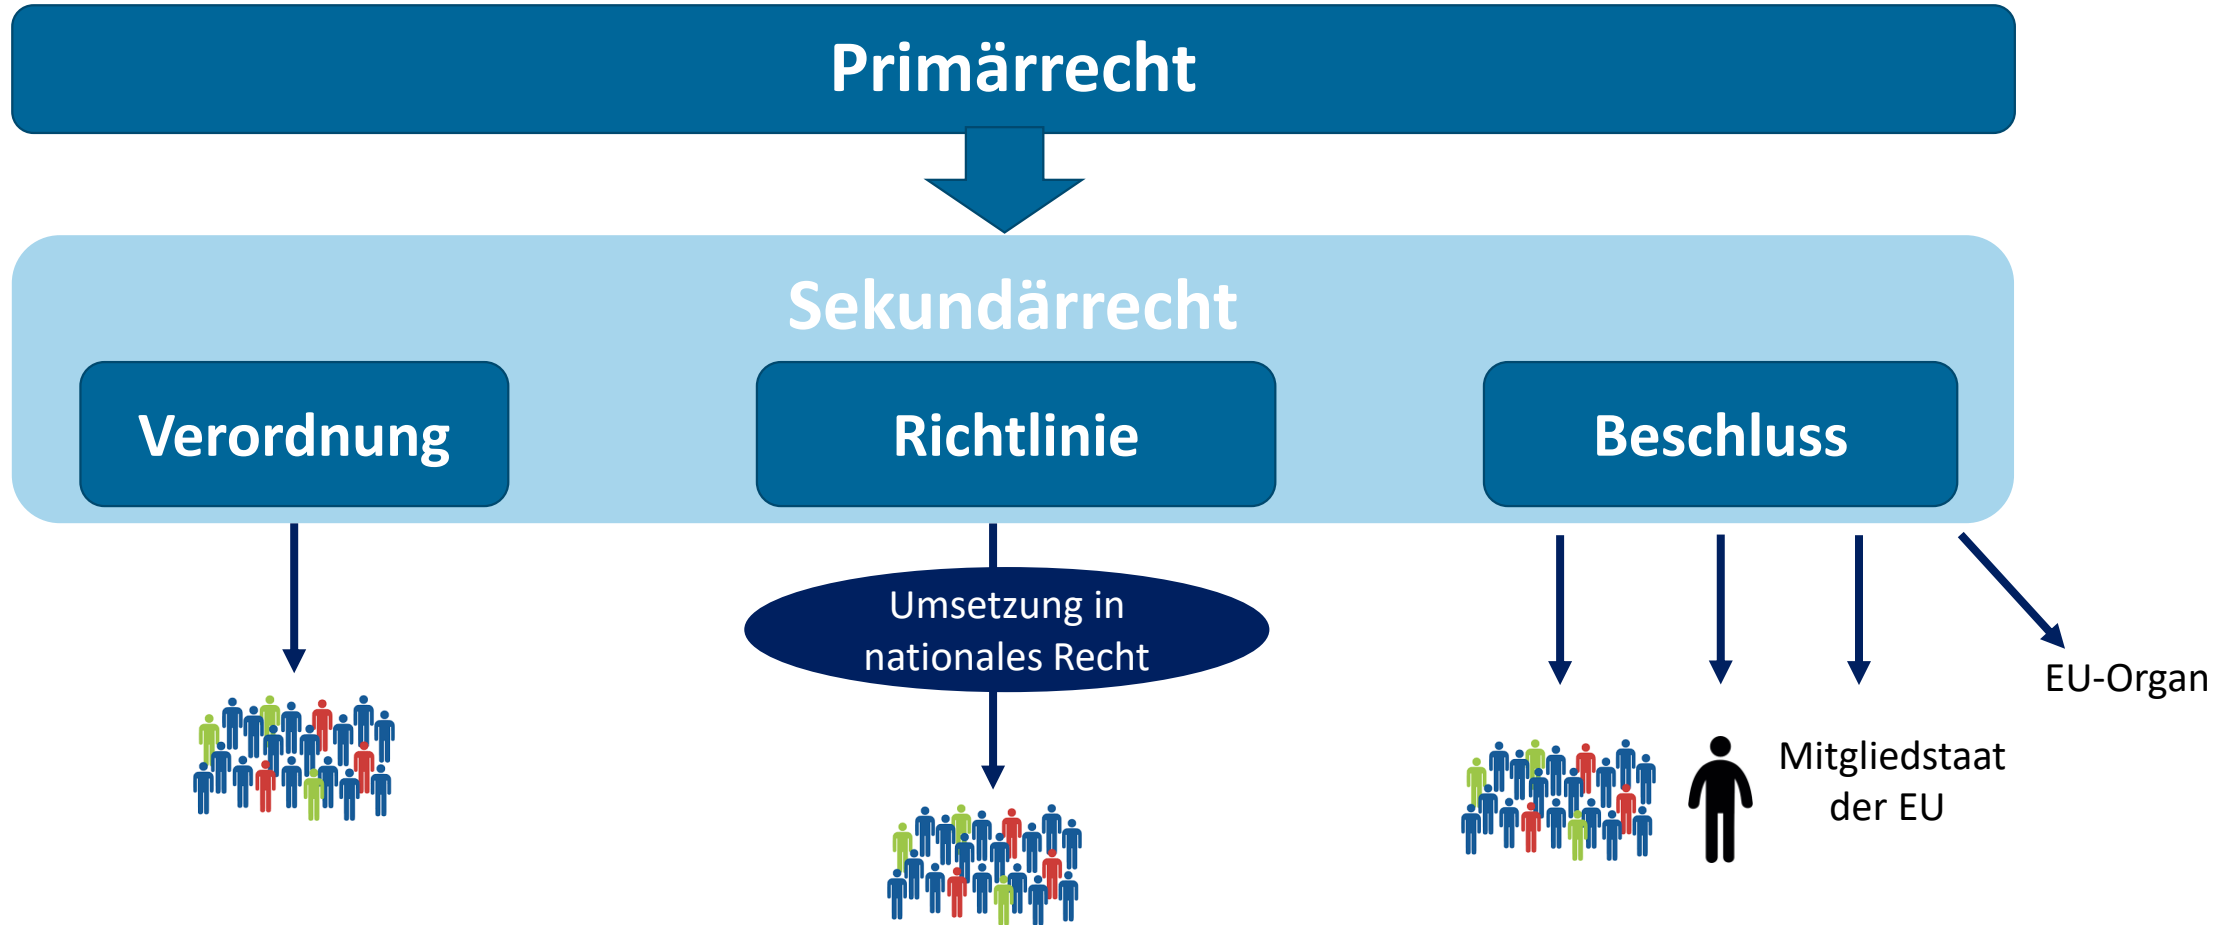 Primärrecht
Sekundärrecht
Verordnung
Richtlinie
Beschluss
Umsetzung in
nationales Recht
EU-Organ
Mitgliedstaat
der EU